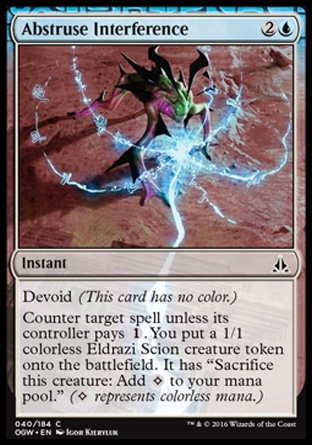 Abstruse Interference 2
Instant
Devoid (This card has no color.)
Counter target spell unless its
controller pays 1. You put a 1/1
colorless Eldrazi Scion creature token
onto the battlefield. It has “Sacrifice
this creature: Add ◇ to your mana
pool.” (◇ represents colorless mana.)
040/184 C
OGW • EN Igor Kieryluk
™ & © 2016 Wizards of the Coast